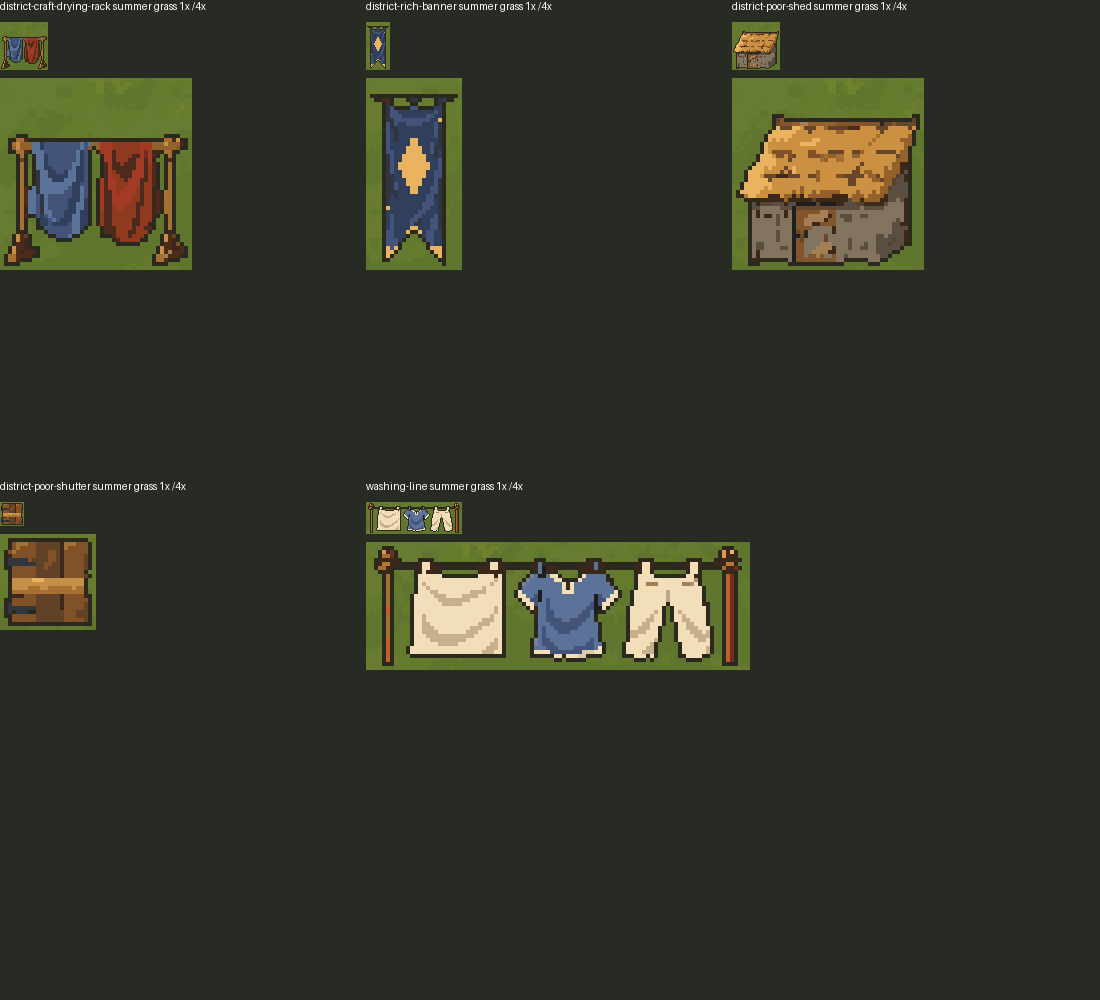 district-craft-drying-rack summer grass 1x /4x
district-rich-banner summer grass 1x /4x
district-poor-shed summer grass 1x /4x
district-poor-shutter summer grass 1x /4x
washing-line summer grass 1x /4x